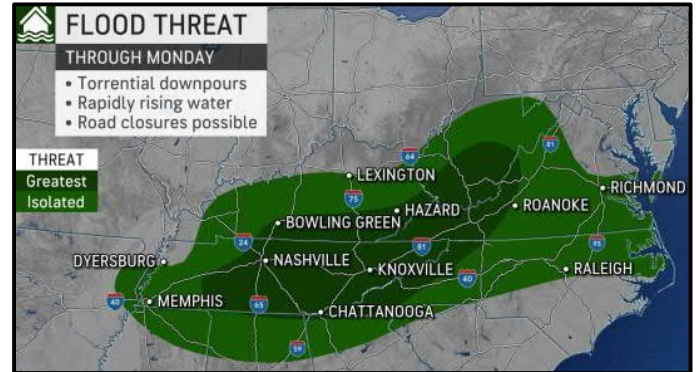 FLOOD THREAT
THROUGH MONDAY
• Torrential downpours
• Rapidly rising water
• Road closures possible
THREAT
Greatest
Isolated
81
64
LEXINGTON
75
RICHMOND
HAZARD
ROANOKE
BOWLING GREEN
24
81
95
DYERSBURG
NASHVILLE
KNOXVILLE
40
RALEIGH
40
MEMPHIS
65
CHATTANOOGA
59